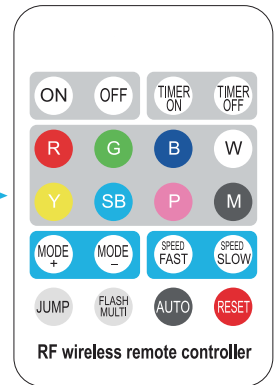 ON OFF TIMER ON TIMER OFF
R G B W
Y SB P M
MODE + MODE − SPEED FAST SPEED SLOW
JUMP FLASH MULTI AUTO RESET
RF wireless remote controller